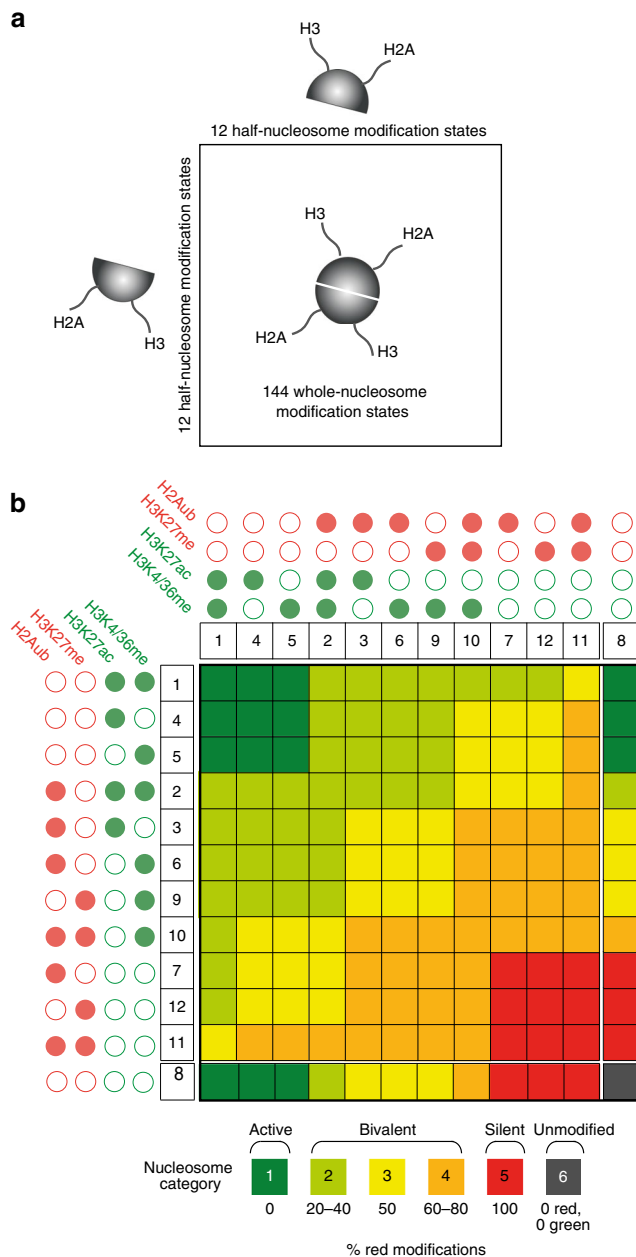 a
H3
H2A
12 half-nucleosome modification states
12 half-nucleosome modification states
H3
H2A
H2A
H3
H2A
H3
144 whole-nucleosome
modification states
b
H2Aub
H3K27me
H3K27ac
H3K4/36me
1 4 5 2 3 6 9 10 7 12 11 8
H2Aub
H3K27me
H3K27ac
H3K4/36me
1
4
5
2
3
6
9
10
7
12
11
8
Active Bivalent Silent Unmodified
Nucleosome
category
1 2 3 4 5 6
0 20–40 50 60–80 100 0 red,
0 green
% red modifications